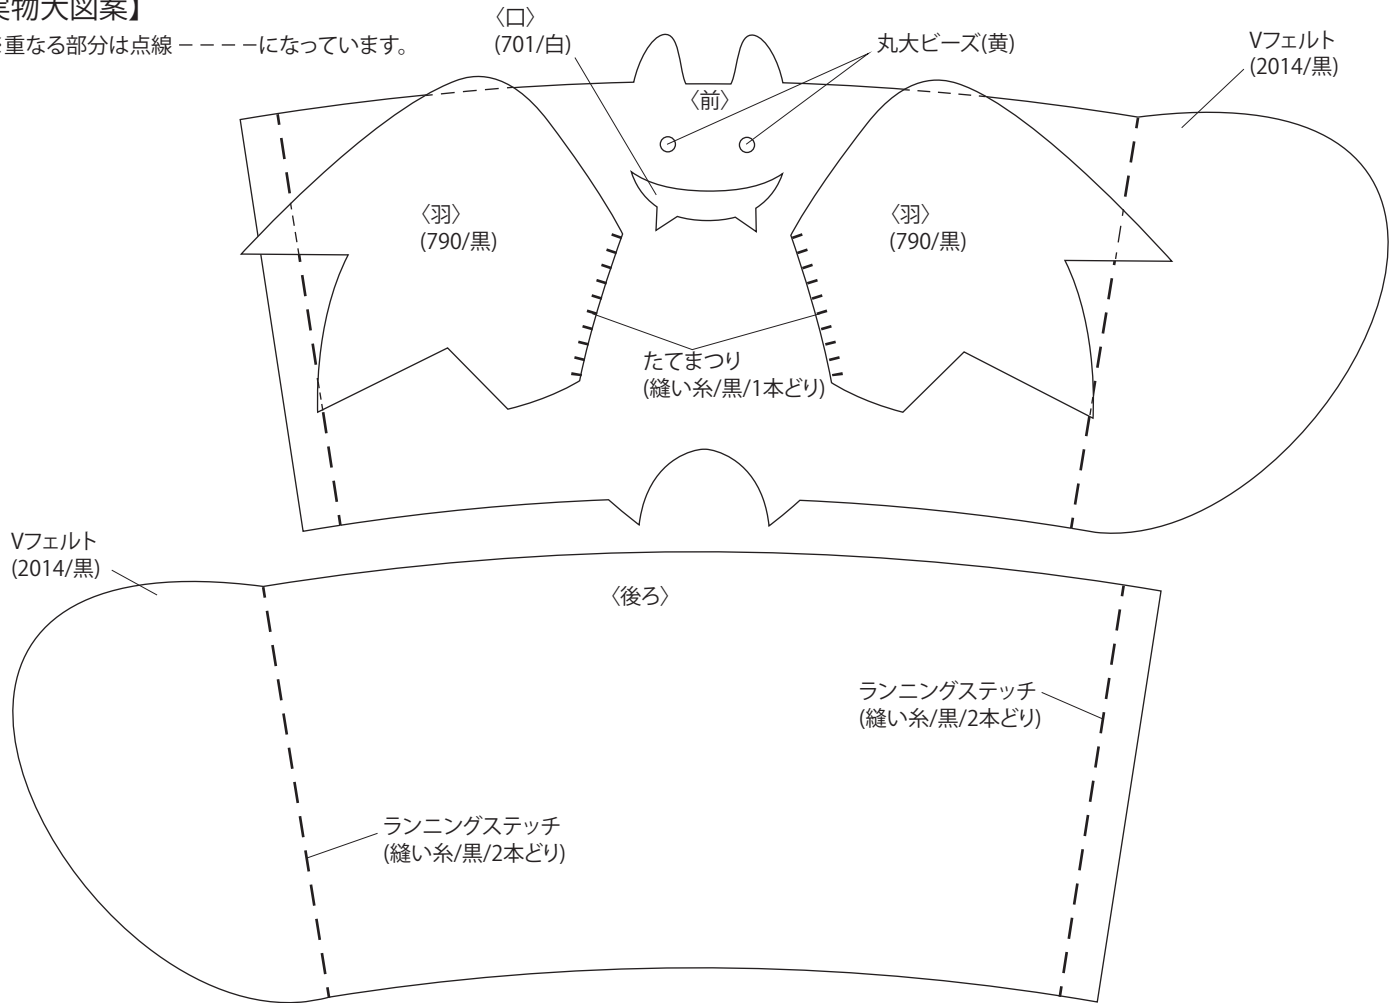 実物大図案】
※重なる部分は点線－－－－になっています。
〈口〉
(701/白)
丸大ビーズ(黄)
Vフェルト
(2014/黒)
〈前〉
〈羽〉
(790/黒)
〈羽〉
(790/黒)
たてまつり
(縫い糸/黒/1本どり)
Vフェルト
(2014/黒)
〈後ろ〉
ランニングステッチ
(縫い糸/黒/2本どり)
ランニングステッチ
(縫い糸/黒/2本どり)